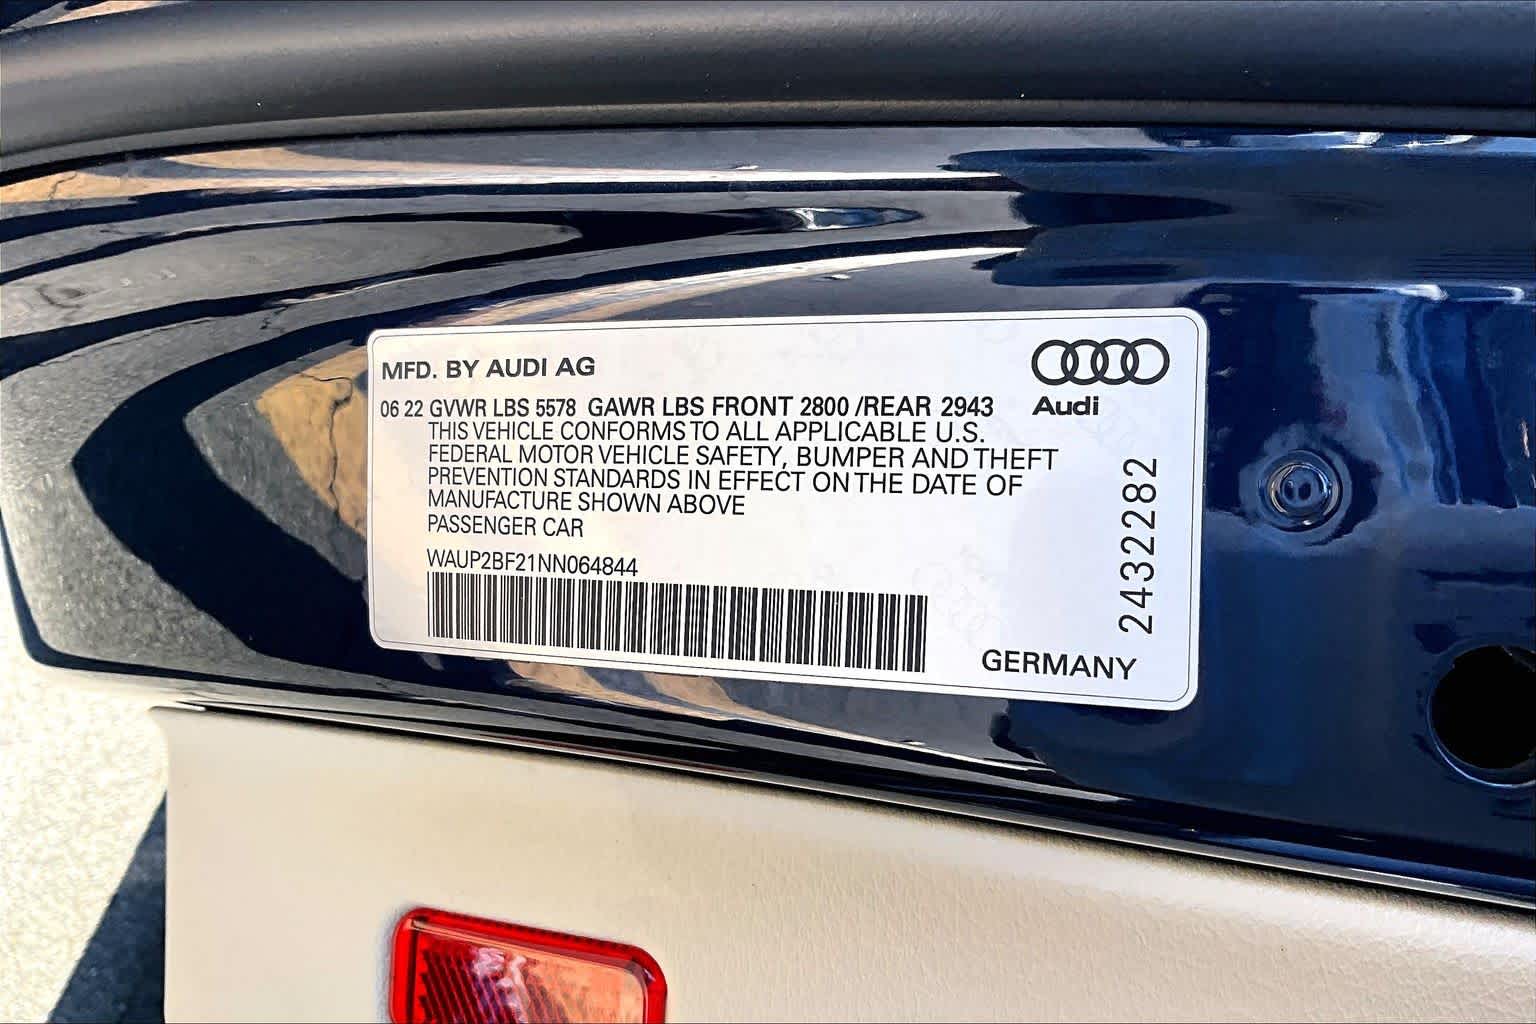 MFD. BY AUDI AG
Audi
06 22 GVWR LBS 5578 GAWR LBS FRONT 2800 /REAR 2943
THIS VEHICLE CONFORMS TO ALL APPLICABLE U.S.
FEDERAL MOTOR VEHICLE SAFETY, BUMPER AND THEFT
PREVENTION STANDARDS IN EFFECT ON THE DATE OF
MANUFACTURE SHOWN ABOVE
PASSENGER CAR
WAUP2BF21NN064844
24322282
GERMANY